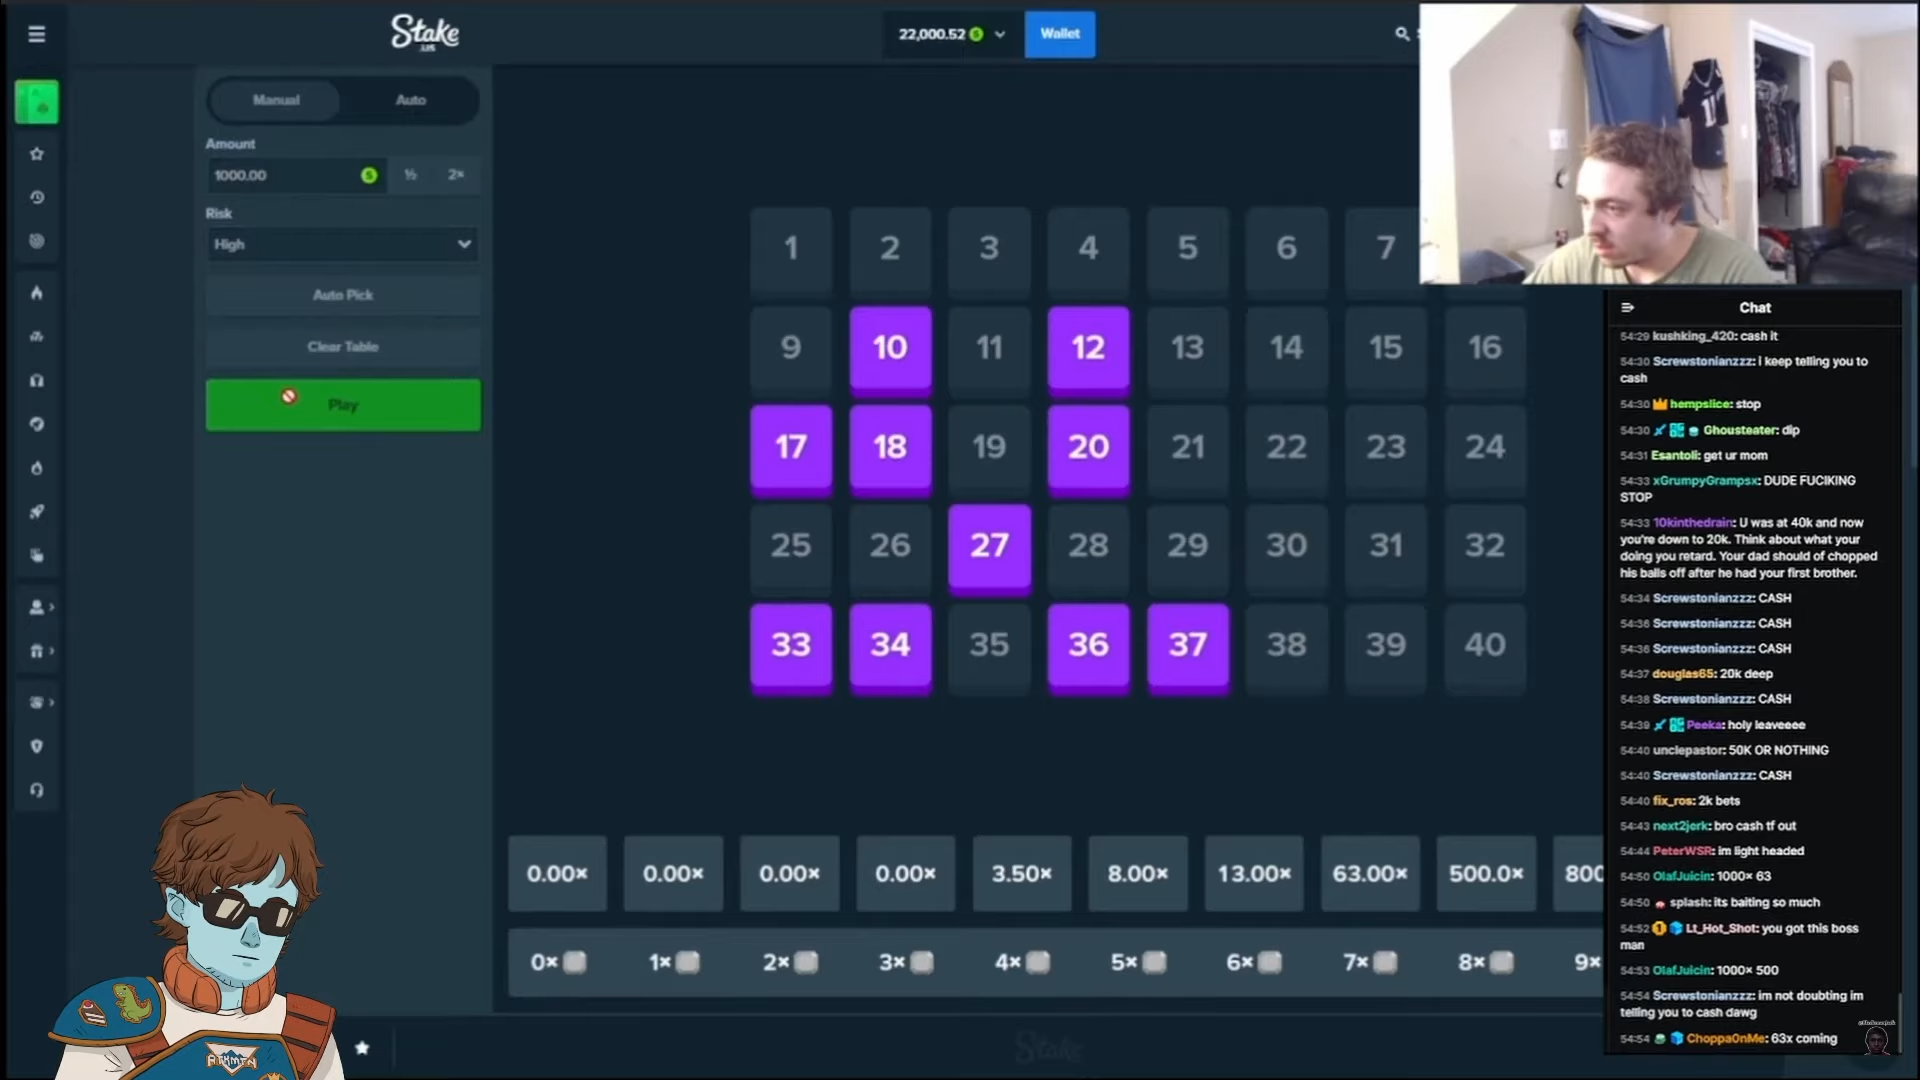 Stake
.US
22,000.52
Wallet
Manual
Auto
Amount
1000.00
½
2×
Risk
High
Auto Pick
Clear Table
Play
1 2 3 4 5 6 7
9 10 11 12 13 14 15 16
17 18 19 20 21 22 23 24
25 26 27 28 29 30 31 32
33 34 35 36 37 38 39 40
0.00× 0.00× 0.00× 0.00× 3.50× 8.00× 13.00× 63.00× 500.0× 800
0× 1× 2× 3× 4× 5× 6× 7× 8× 9×
Stake
Chat
54:29 kushking_420: cash it
54:30 Screwstonianzzz: i keep telling you to
cash
54:30 hempslice: stop
54:30 Ghousteater: dip
54:31 Esantoli: get ur mom
54:33 xGrumpyGrampsx: DUDE FUCIKING
STOP
54:33 10kinthedrain: U was at 40k and now
you're down to 20k. Think about what your
doing you retard. Your dad should of chopped
his balls off after he had your first brother.
54:34 Screwstonianzzz: CASH
54:36 Screwstonianzzz: CASH
54:36 Screwstonianzzz: CASH
54:37 douglas65: 20k deep
54:38 Screwstonianzzz: CASH
54:39 Peeka: holy leaveeee
54:40 unclepastor: 50K OR NOTHING
54:40 Screwstonianzzz: CASH
54:40 fix_ros: 2k bets
54:43 next2jerk: bro cash tf out
54:44 PeterWSR: im light headed
54:50 OlafJuicin: 1000× 63
54:50 splash: its baiting so much
54:52 Lt_Hot_Shot: you got this boss
man
54:53 OlafJuicin: 1000× 500
54:54 Screwstonianzzz: im not doubting im
telling you to cash dawg
54:54 Choppa0nMe: 63x coming
ATKMTN